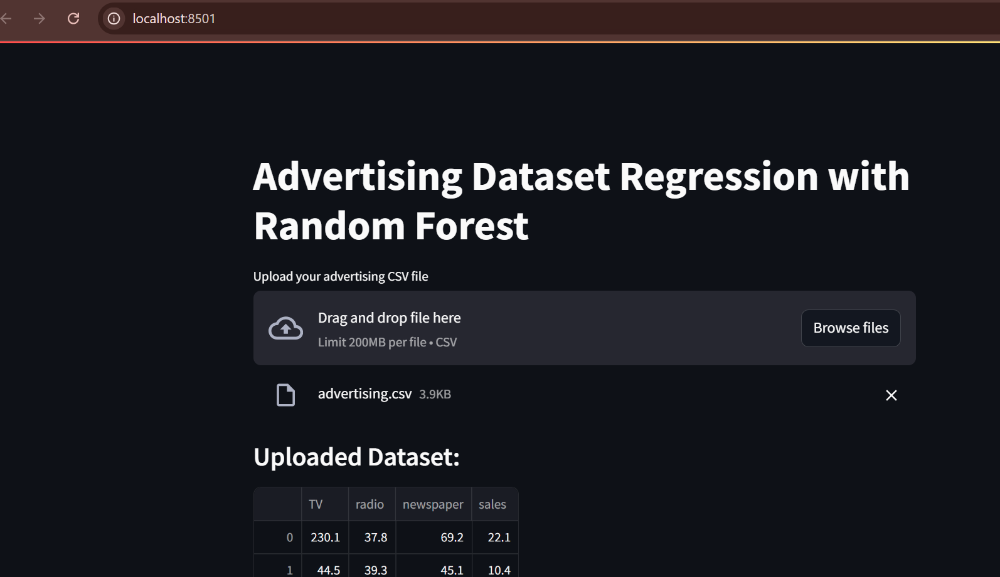 localhost:8501
Advertising Dataset Regression with
Random Forest
Upload your advertising CSV file
Drag and drop file here
Limit 200MB per file • CSV
Browse files
advertising.csv 3.9KB
Uploaded Dataset:
TV radio newspaper sales
0 230.1 37.8 69.2 22.1
1 44.5 39.3 45.1 10.4